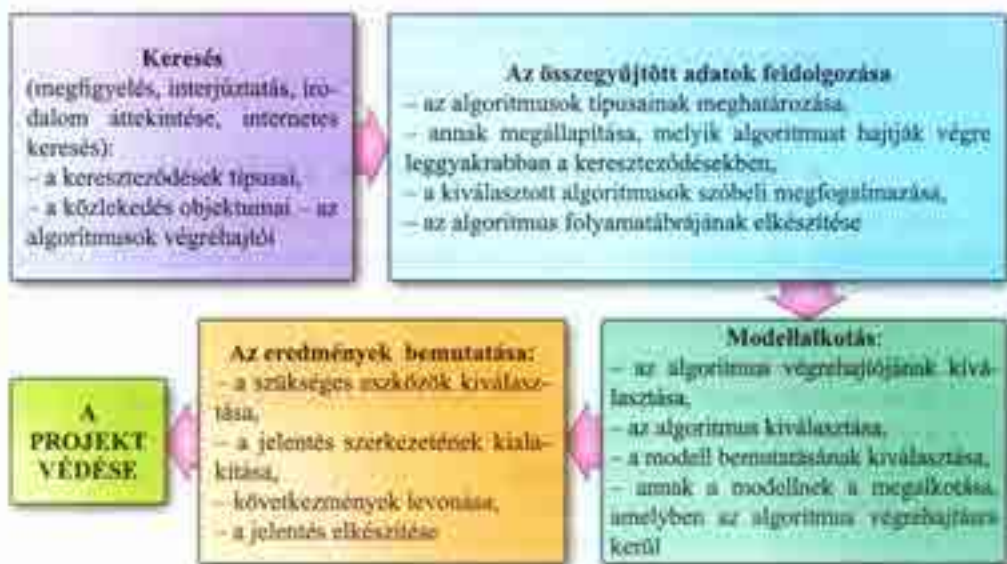 Keresés
(megfigyelés, interjúztatás, iro-
dalom áttekintése, internetes
keresés):
– a kereszteződések típusai,
– a közlekedés objektumai – az
algoritmusok végrehajtói
Az összegyűjtött adatok feldolgozása
– az algoritmusok típusainak meghatározása,
– annak megállapítása, melyik algoritmust hajtják végre
leggyakrabban a kereszteződésekben,
– a kiválasztott algoritmusok szóbeli megfogalmazása,
– az algoritmus folyamatábrájának elkészítése
Modellalkotás:
– az algoritmus végrehajtójának kivá-
lasztása,
– az algoritmus kiválasztása,
– a modell bemutatásának kiválasztása,
– annak a modellnek a megalkotása,
amelyben az algoritmus végrehajtásra
kerül
Az eredmények bemutatása:
– a szükséges eszközök kiválasz-
tása,
– a jelentés szerkezetének kiala-
kítása,
– következmények levonása,
– a jelentés elkészítése
A
PROJEKT
VÉDÉSE